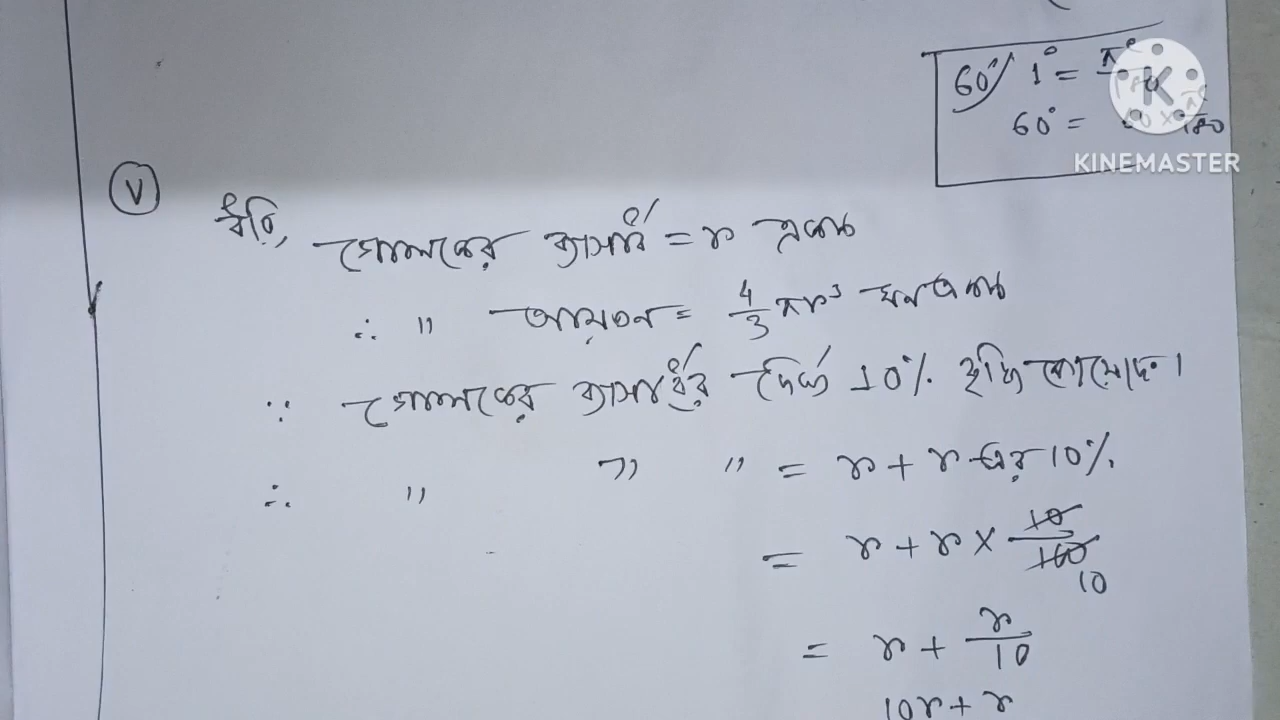 60° 1° =
60° =
KINEMASTER
V
ধরি, গোলকের ব্যাসার্ধ = r একক
∴ " আয়তন = 4/3 πr³ ঘনএকক
∵ গোলকের ব্যাসার্ধের দৈর্ঘ্য 10% বৃদ্ধি
∴ " " " = r + r এর 10%
= r + r × 10/100 10
= r + r/10
10r + r